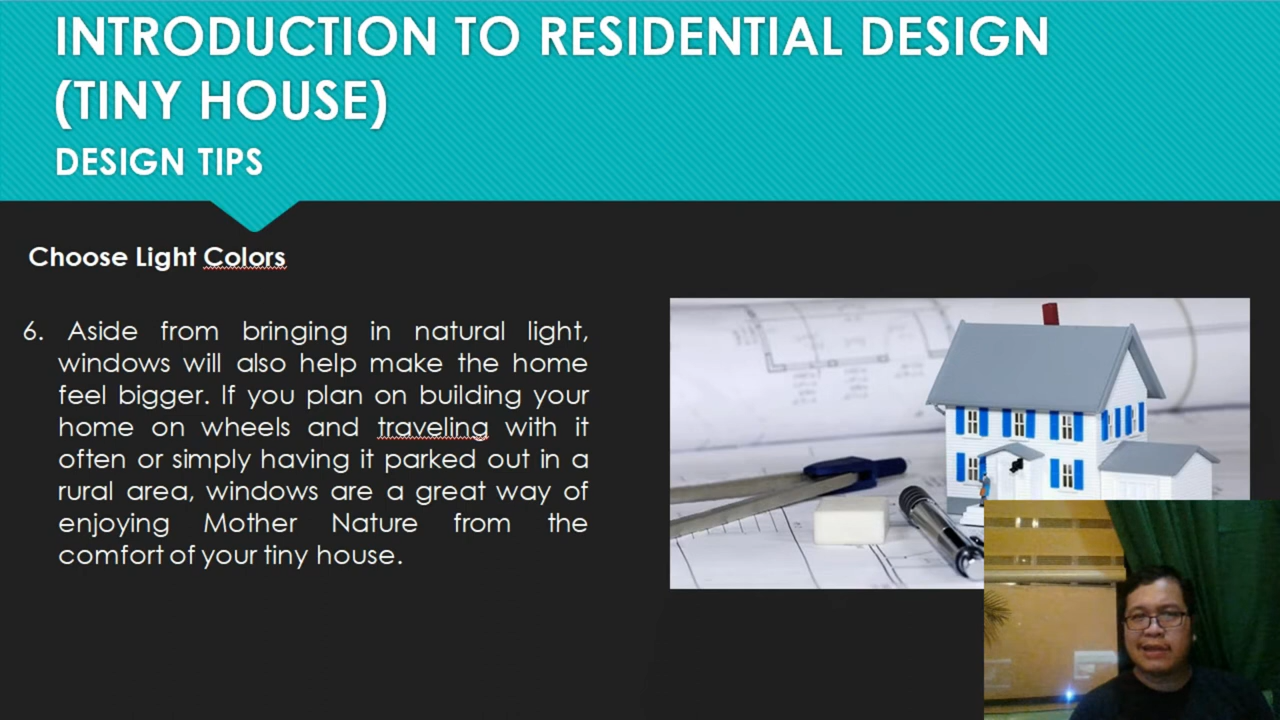 INTRODUCTION TO RESIDENTIAL DESIGN
(TINY HOUSE)
DESIGN TIPS
Choose Light Colors
6. Aside from bringing in natural light,
windows will also help make the home
feel bigger. If you plan on building your
home on wheels and traveling with it
often or simply having it parked out in a
rural area, windows are a great way of
enjoying Mother Nature from the
comfort of your tiny house.